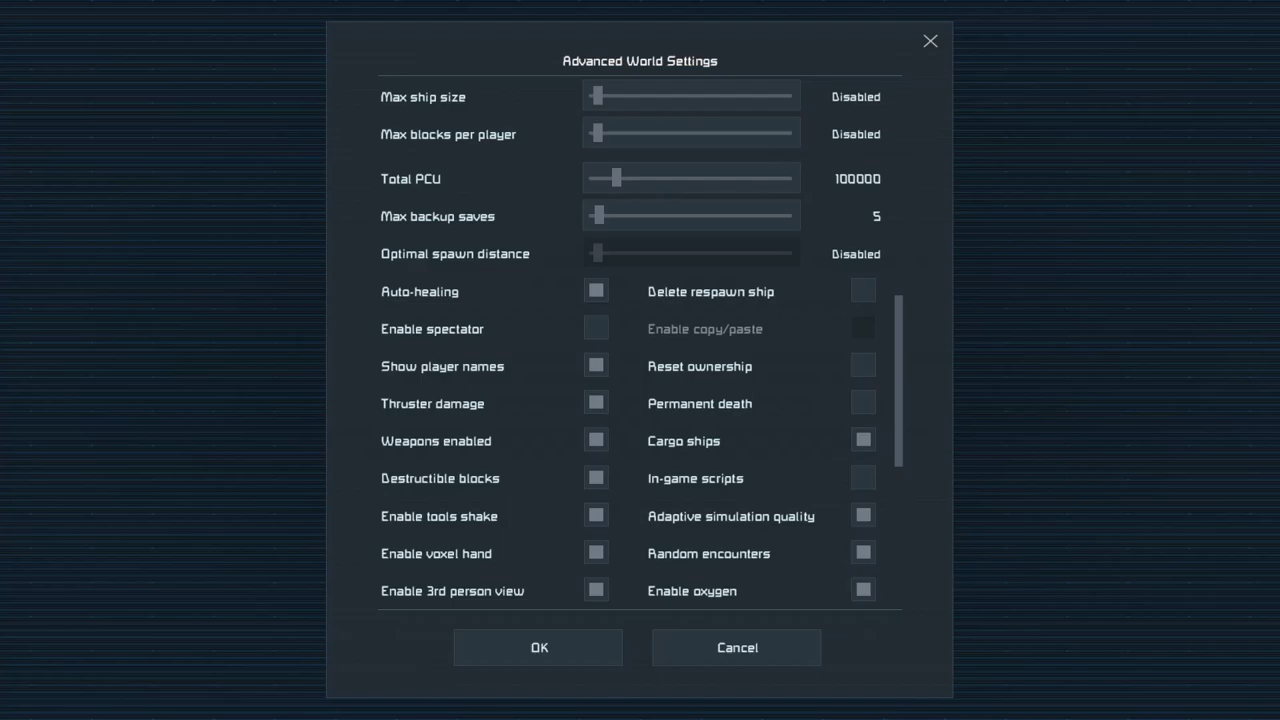 Advanced World Settings
Max ship size Disabled
Max blocks per player Disabled
Total PCU 100000
Max backup saves 5
Optimal spawn distance Disabled
Auto-healing Delete respawn ship
Enable spectator Enable copy/paste
Show player names Reset ownership
Thruster damage Permanent death
Weapons enabled Cargo ships
Destructible blocks In-game scripts
Enable tools shake Adaptive simulation quality
Enable voxel hand Random encounters
Enable 3rd person view Enable oxygen
OK Cancel